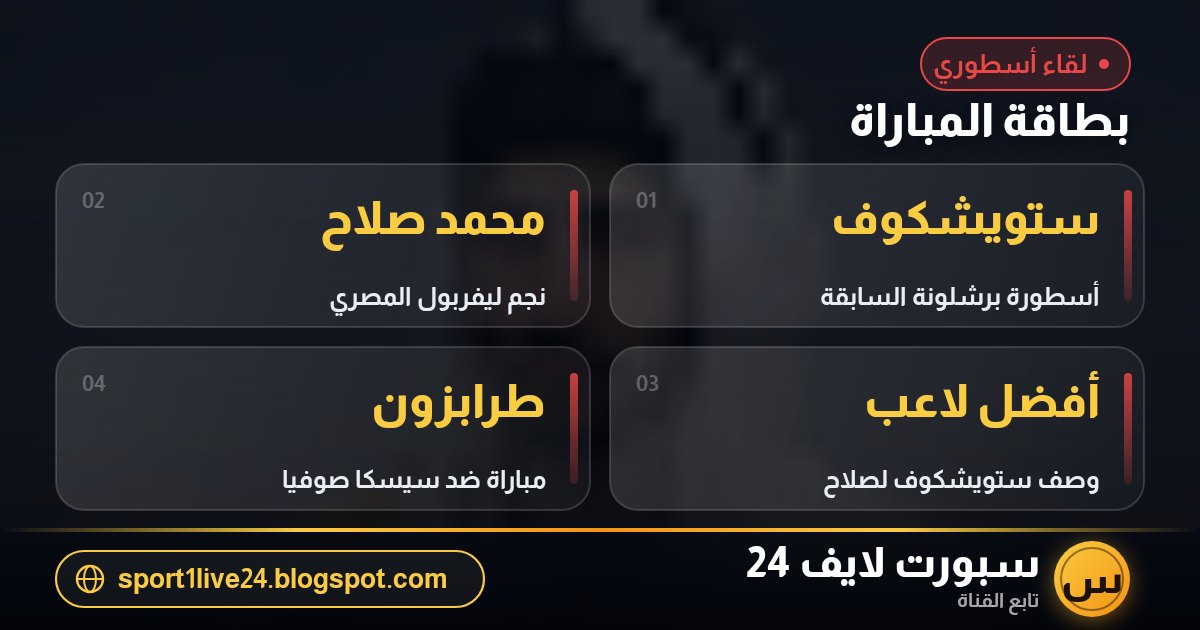 لقاء أسطوري
بطاقة المباراة
01
ستويشكوف
أسطورة برشلونة السابقة
02
محمد صلاح
نجم ليفربول المصري
03
أفضل لاعب
وصف ستويشكوف لصلاح
04
طرابزون
مباراة ضد سيسكا صوفيا
س
سبورت لايف 24
تابع القناة
sport1live24.blogspot.com